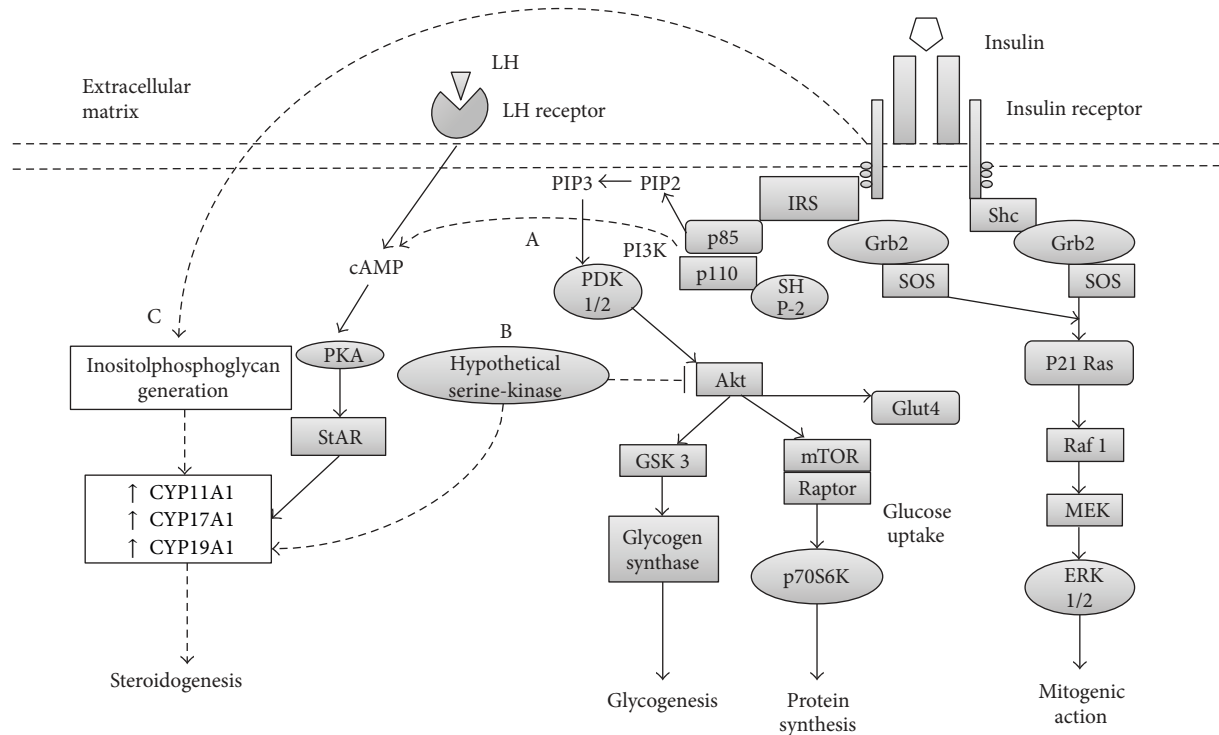 Insulin
Extracellular
matrix
LH
LH receptor
Insulin receptor
PIP3
PIP2
IRS
Shc
A
PI3K
p85
Grb2
Grb2
cAMP
p110
SOS
SOS
PDK
1/2
SH
P-2
C
B
Inositolphosphoglycan
generation
PKA
Hypothetical
serine-kinase
Akt
P21 Ras
Glut4
StAR
GSK 3
mTOR
Raptor
Raf 1
↑ CYP11A1
↑ CYP17A1
↑ CYP19A1
Glucose
uptake
MEK
Glycogen
synthase
p70S6K
ERK
1/2
Steroidogenesis
Glycogenesis
Protein
synthesis
Mitogenic
action